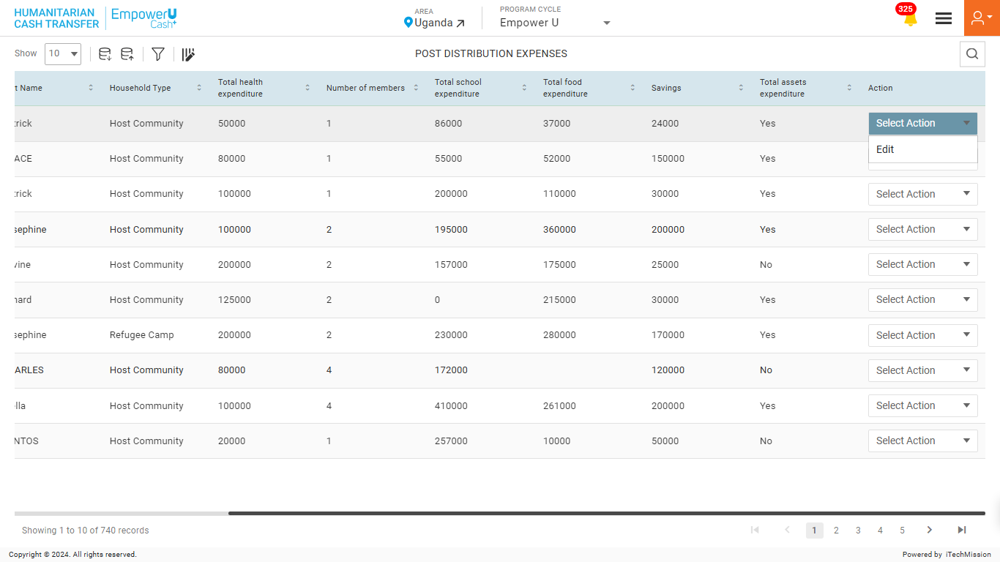 HUMANITARIAN
CASH TRANSFER
EmpowerU
Cash+
AREA
Uganda
PROGRAM CYCLE
Empower U
325
Show
10
POST DISTRIBUTION EXPENSES
t Name
Household Type
Total health
expenditure
Number of members
Total school
expenditure
Total food
expenditure
Savings
Total assets
expenditure
Action
trick Host Community 50000 1 86000 37000 24000 Yes Select Action
Edit
ACE Host Community 80000 1 55000 52000 150000 Yes
trick Host Community 100000 1 200000 110000 30000 Yes Select Action
sephine Host Community 100000 2 195000 360000 200000 Yes Select Action
vine Host Community 200000 2 157000 175000 25000 No Select Action
hard Host Community 125000 2 0 215000 30000 Yes Select Action
sephine Refugee Camp 200000 2 230000 280000 170000 Yes Select Action
ARLES Host Community 80000 4 172000 120000 No Select Action
lla Host Community 100000 4 410000 261000 200000 Yes Select Action
NTOS Host Community 20000 1 257000 10000 50000 No Select Action
Showing 1 to 10 of 740 records
1 2 3 4 5
Copyright © 2024. All rights reserved.
Powered by iTechMission